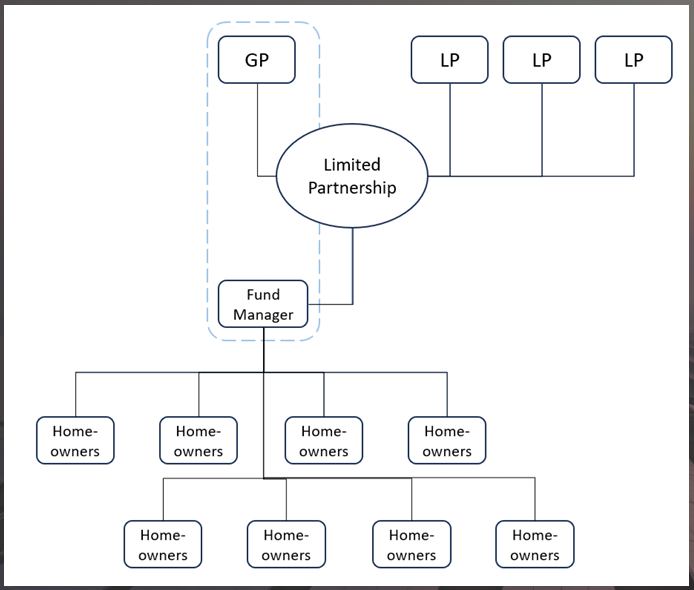 GP
LP
LP
LP
Limited
Partnership
Fund
Manager
Home-
owners
Home-
owners
Home-
owners
Home-
owners
Home-
owners
Home-
owners
Home-
owners
Home-
owners